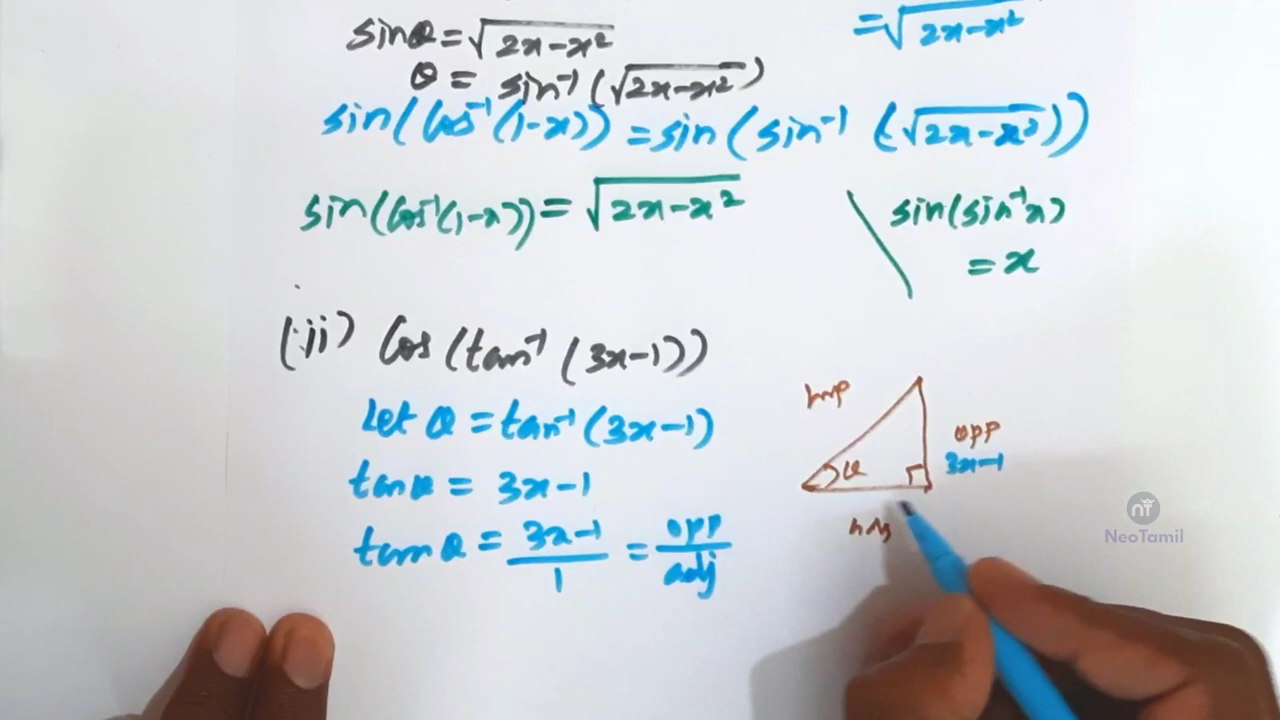 sinθ = √2x-x²
= √2x-x²
θ = sin⁻¹(√2x-x²)
sin(cos⁻¹(1-x)) = sin(sin⁻¹(√2x-x²))
sin(cos⁻¹(1-x)) = √2x-x²
sin(sin⁻¹x)
= x
(ii) Cos(tan⁻¹(3x-1))
Let θ = tan⁻¹(3x-1)
tanθ = 3x-1
tanθ = 3x-1/1 = opp/adj
hyp
opp
3x-1
θ
NT
NeoTamil